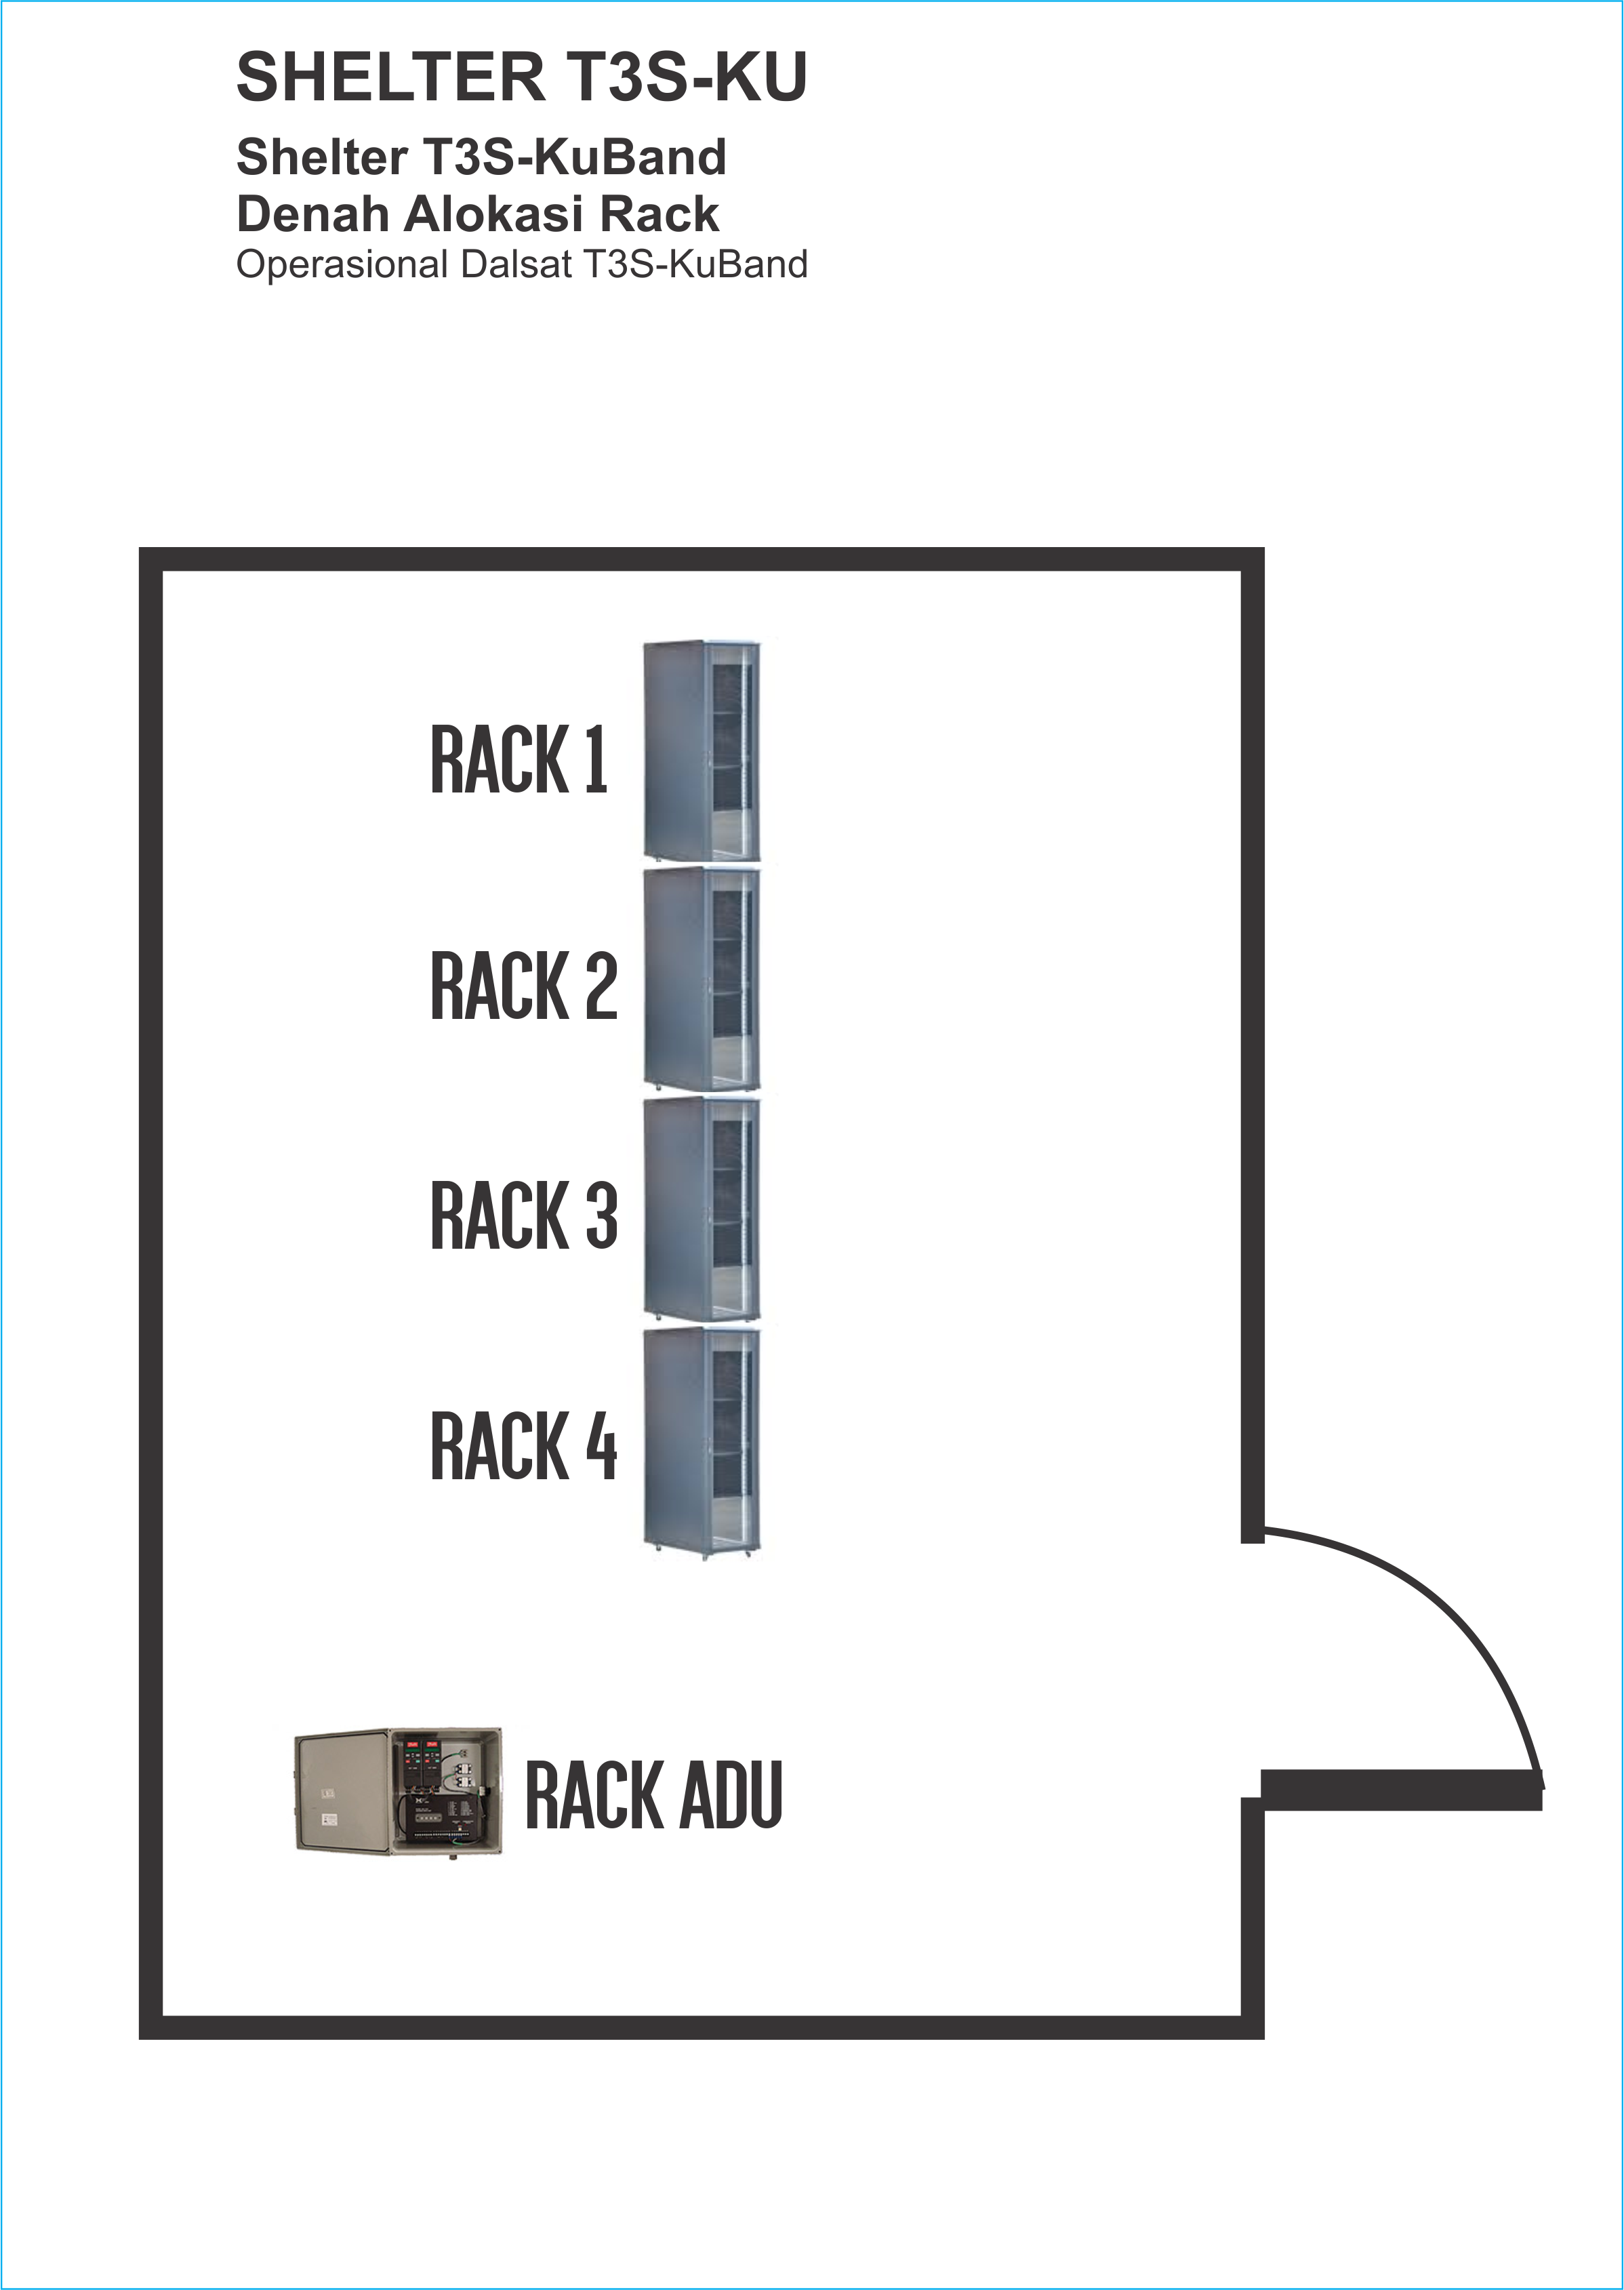 SHELTER T3S-KU
Shelter T3S-KuBand
Denah Alokasi Rack
Operasional Dalsat T3S-KuBand
RACK 1
RACK 2
RACK 3
RACK 4
RACK ADU